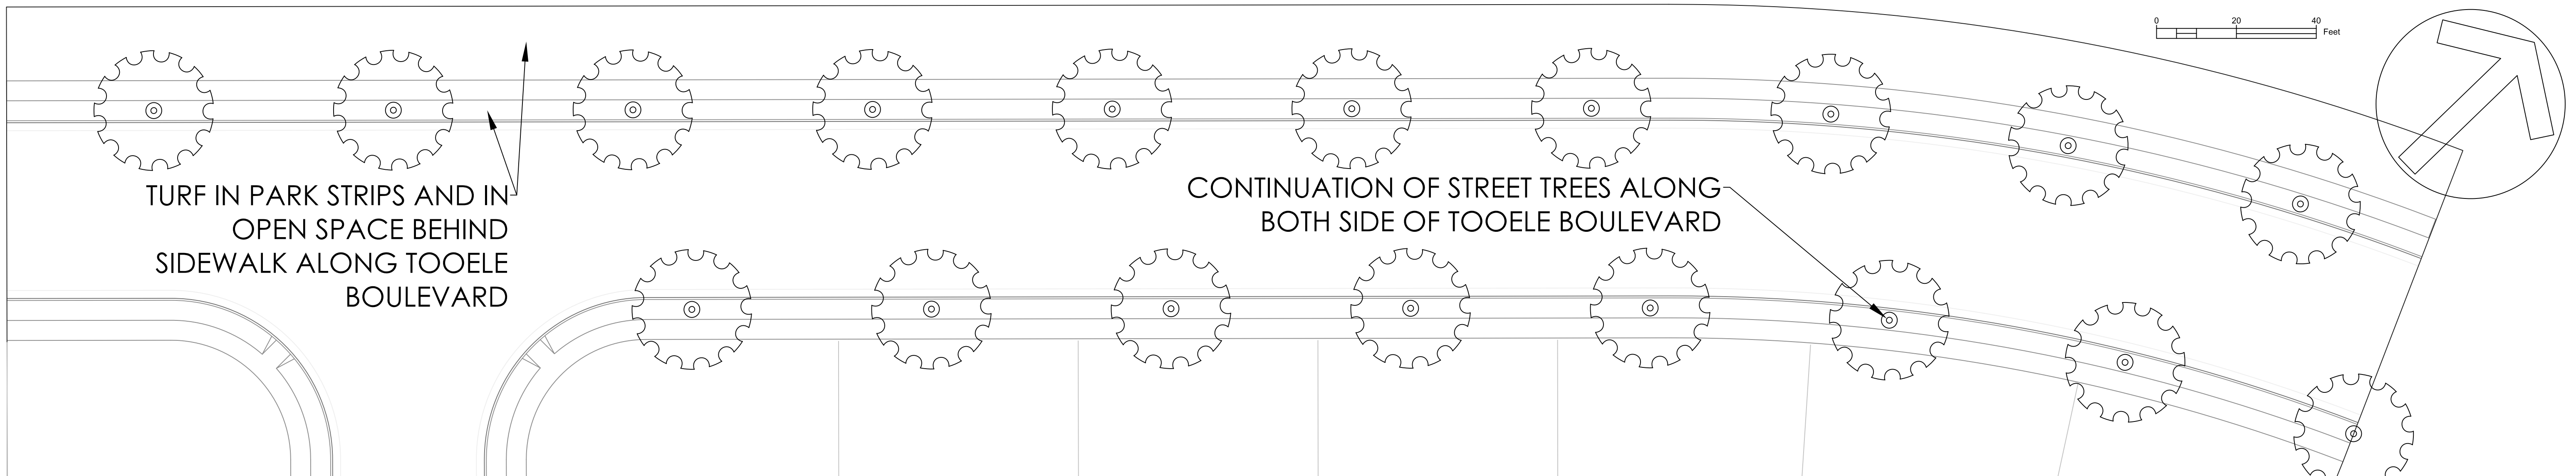 0 20 40
Feet
TURF IN PARK STRIPS AND IN
OPEN SPACE BEHIND
SIDEWALK ALONG TOOELE
BOULEVARD
CONTINUATION OF STREET TREES ALONG
BOTH SIDE OF TOOELE BOULEVARD